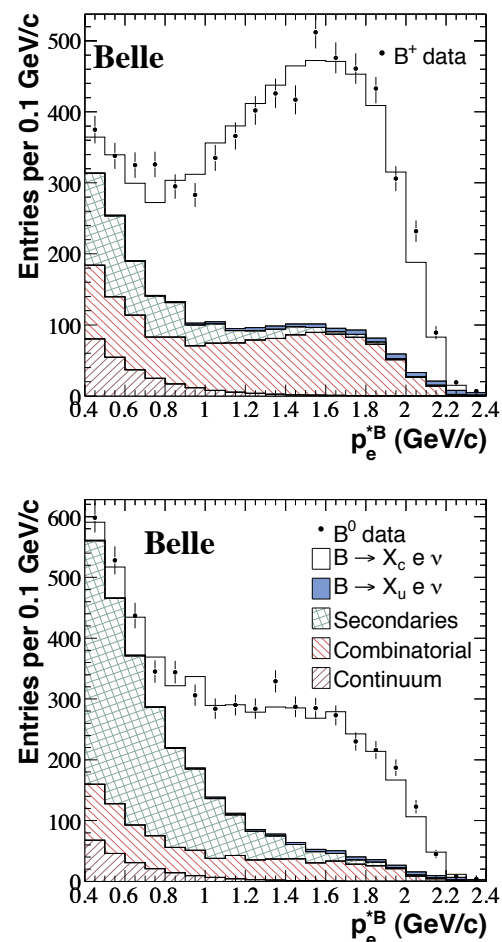 Entries per 0.1 GeV/c
Belle
B+ data
500
400
300
200
100
0
0.4 0.6 0.8 1 1.2 1.4 1.6 1.8 2 2.2 2.4
p_e^*B (GeV/c)
Entries per 0.1 GeV/c
Belle
B0 data
B → Xc e ν
B → Xu e ν
Secondaries
Combinatorial
Continuum
600
500
400
300
200
100
0
0.4 0.6 0.8 1 1.2 1.4 1.6 1.8 2 2.2 2.4
p_e^*B (GeV/c)